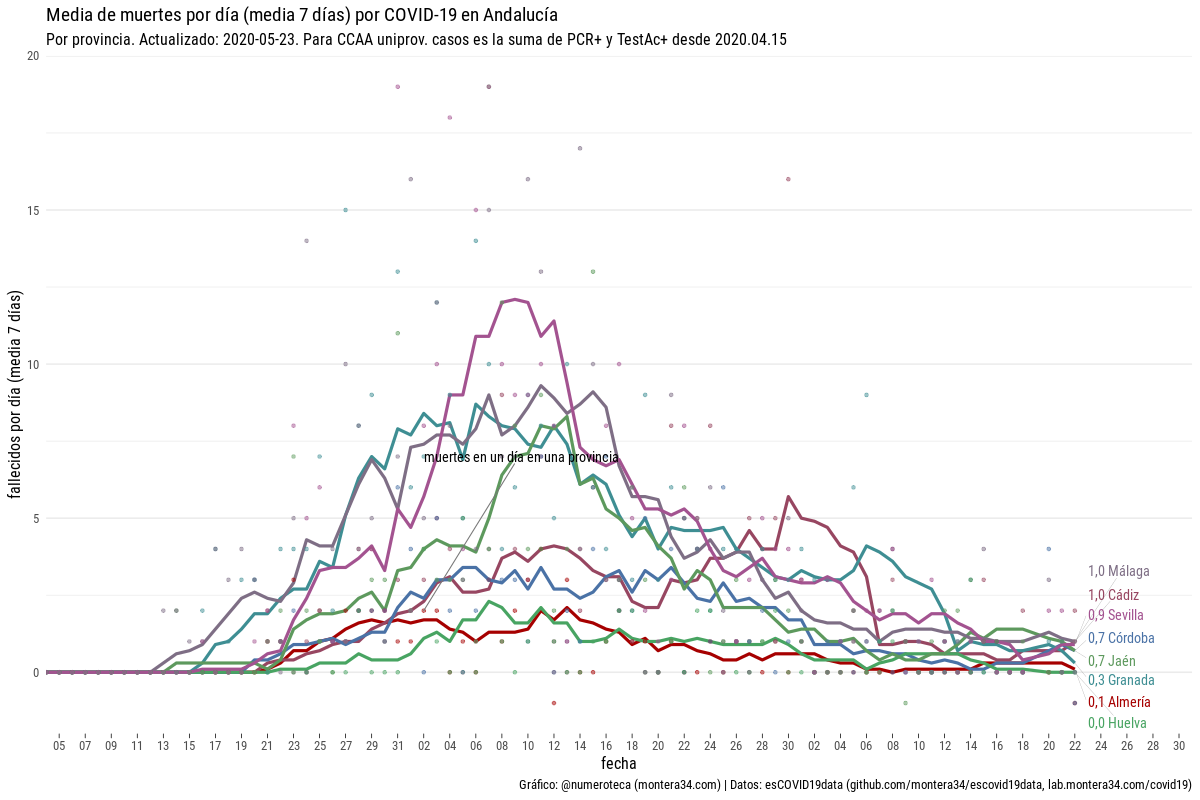 Media de muertes por día (media 7 días) por COVID-19 en Andalucía
Por provincia. Actualizado: 2020-05-23. Para CCAA uniprov. casos es la suma de PCR+ y TestAc+ desde 2020.04.15
20
15
10
5
0
fallecidos por día (media 7 días)
muertes en un día en una provincia
1,0 Málaga
1,0 Cádiz
0,9 Sevilla
0,7 Córdoba
0,7 Jaén
0,3 Granada
0,1 Almería
0,0 Huelva
05 07 09 11 13 15 17 19 21 23 25 27 29 31 02 04 06 08 10 12 14 16 18 20 22 24 26 28 30 02 04 06 08 10 12 14 16 18 20 22 24 26 28 30
fecha
Gráfico: @numeroteca (montera34.com) | Datos: esCOVID19data (github.com/montera34/escovid19data, lab.montera34.com/covid19)